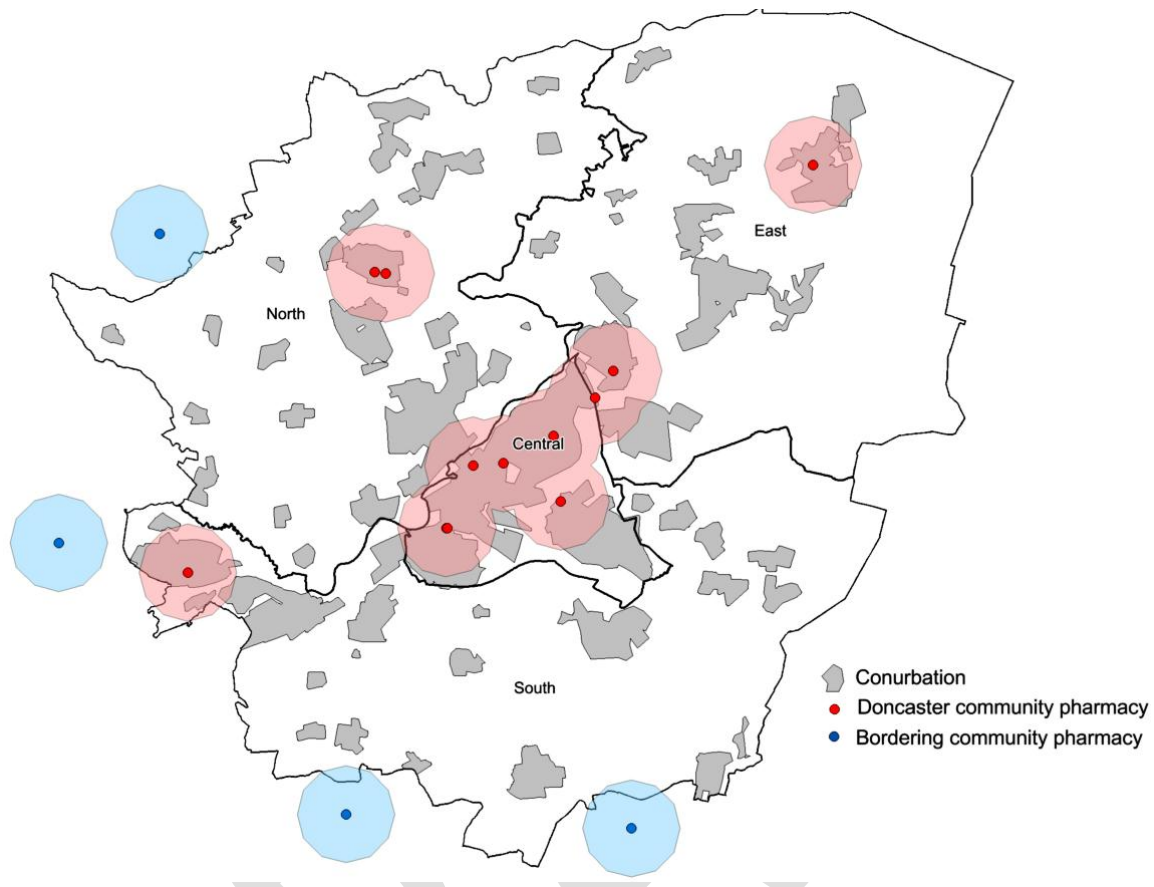 East
North
Central
South
Conurbation
Doncaster community pharmacy
Bordering community pharmacy